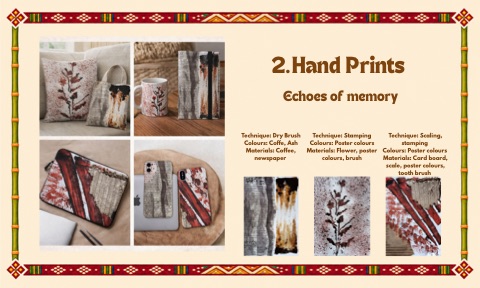 2.Hand Prints
Echoes of memory
Technique: Dry Brush
Colours: Coffe, Ash
Materials: Coffee,
newspaper
Technique: Stamping
Colours: Poster colours
Materials: Flower, poster
colours, brush
Technique: Scaling,
stamping
Colours: Poster colours
Materials: Card board,
scale, poster colours,
tooth brush